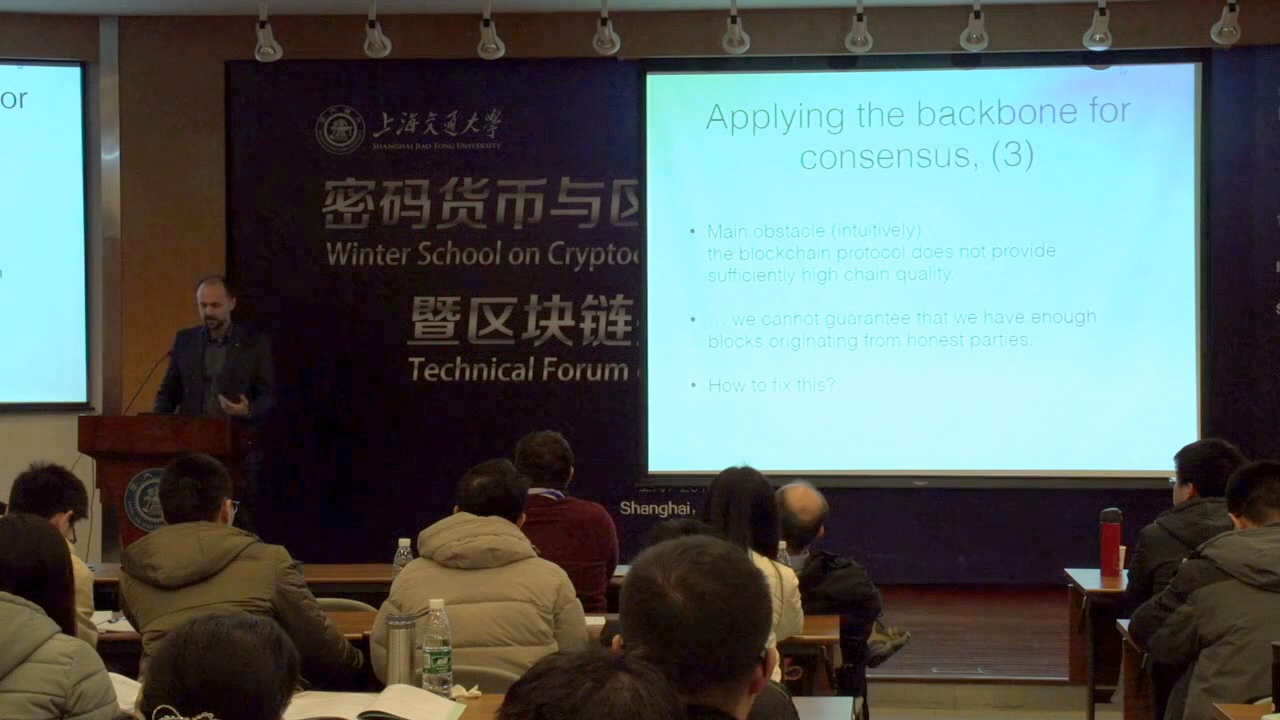 or
上海交通大学
SHANGHAI JIAO TONG UNIVERSITY
密码货币与区
Winter School on Crypto
暨区块链
Technical Forum
Shanghai,
Applying the backbone for
consensus, (3)
• Main obstacle (intuitively)
the blockchain protocol does not provide
sufficiently high chain quality.
• … we cannot guarantee that we have enough
blocks originating from honest parties.
• How to fix this?